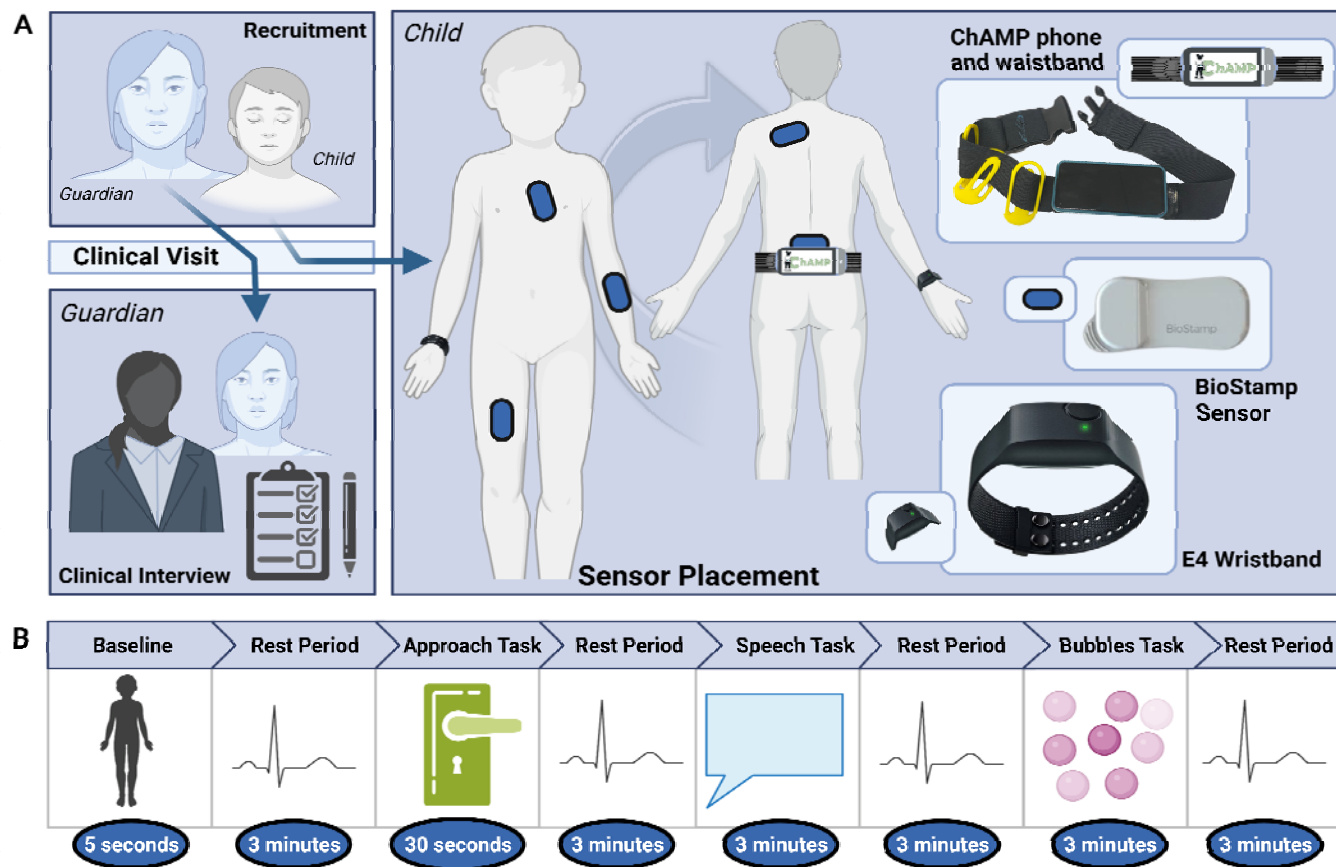 A
Recruitment
Child
Guardian
Clinical Visit
Guardian
Clinical Interview
Child
ChAMP phone
and waistband
ChAMP
ChAMP
BioStamp
BioStamp
Sensor
E4 Wristband
Sensor Placement
B
Baseline
Rest Period
Approach Task
Rest Period
Speech Task
Rest Period
Bubbles Task
Rest Period
5 seconds
3 minutes
30 seconds
3 minutes
3 minutes
3 minutes
3 minutes
3 minutes